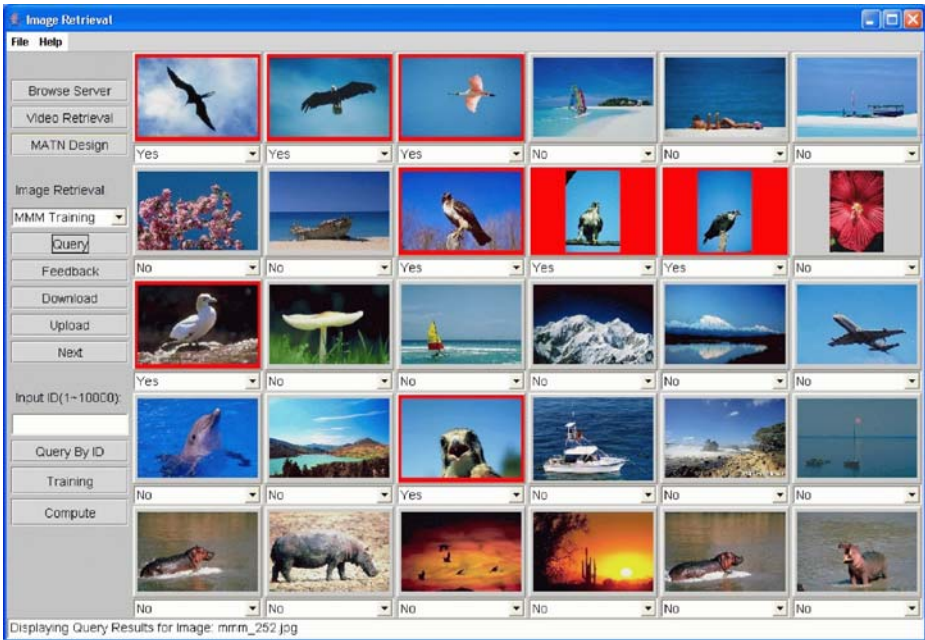 Image Retrieval
File Help
Browse Server
Video Retrieval
MATN Design
Image Retrieval
MMM Training
Query
Feedback
Download
Upload
Next
Input ID(1~10000):
Query By ID
Training
Compute
Yes Yes Yes No No No
No No Yes Yes Yes No
Yes No No No No No
No No Yes No No No
No No No No No No
Displaying Query Results for Image: mmm_252.jpg